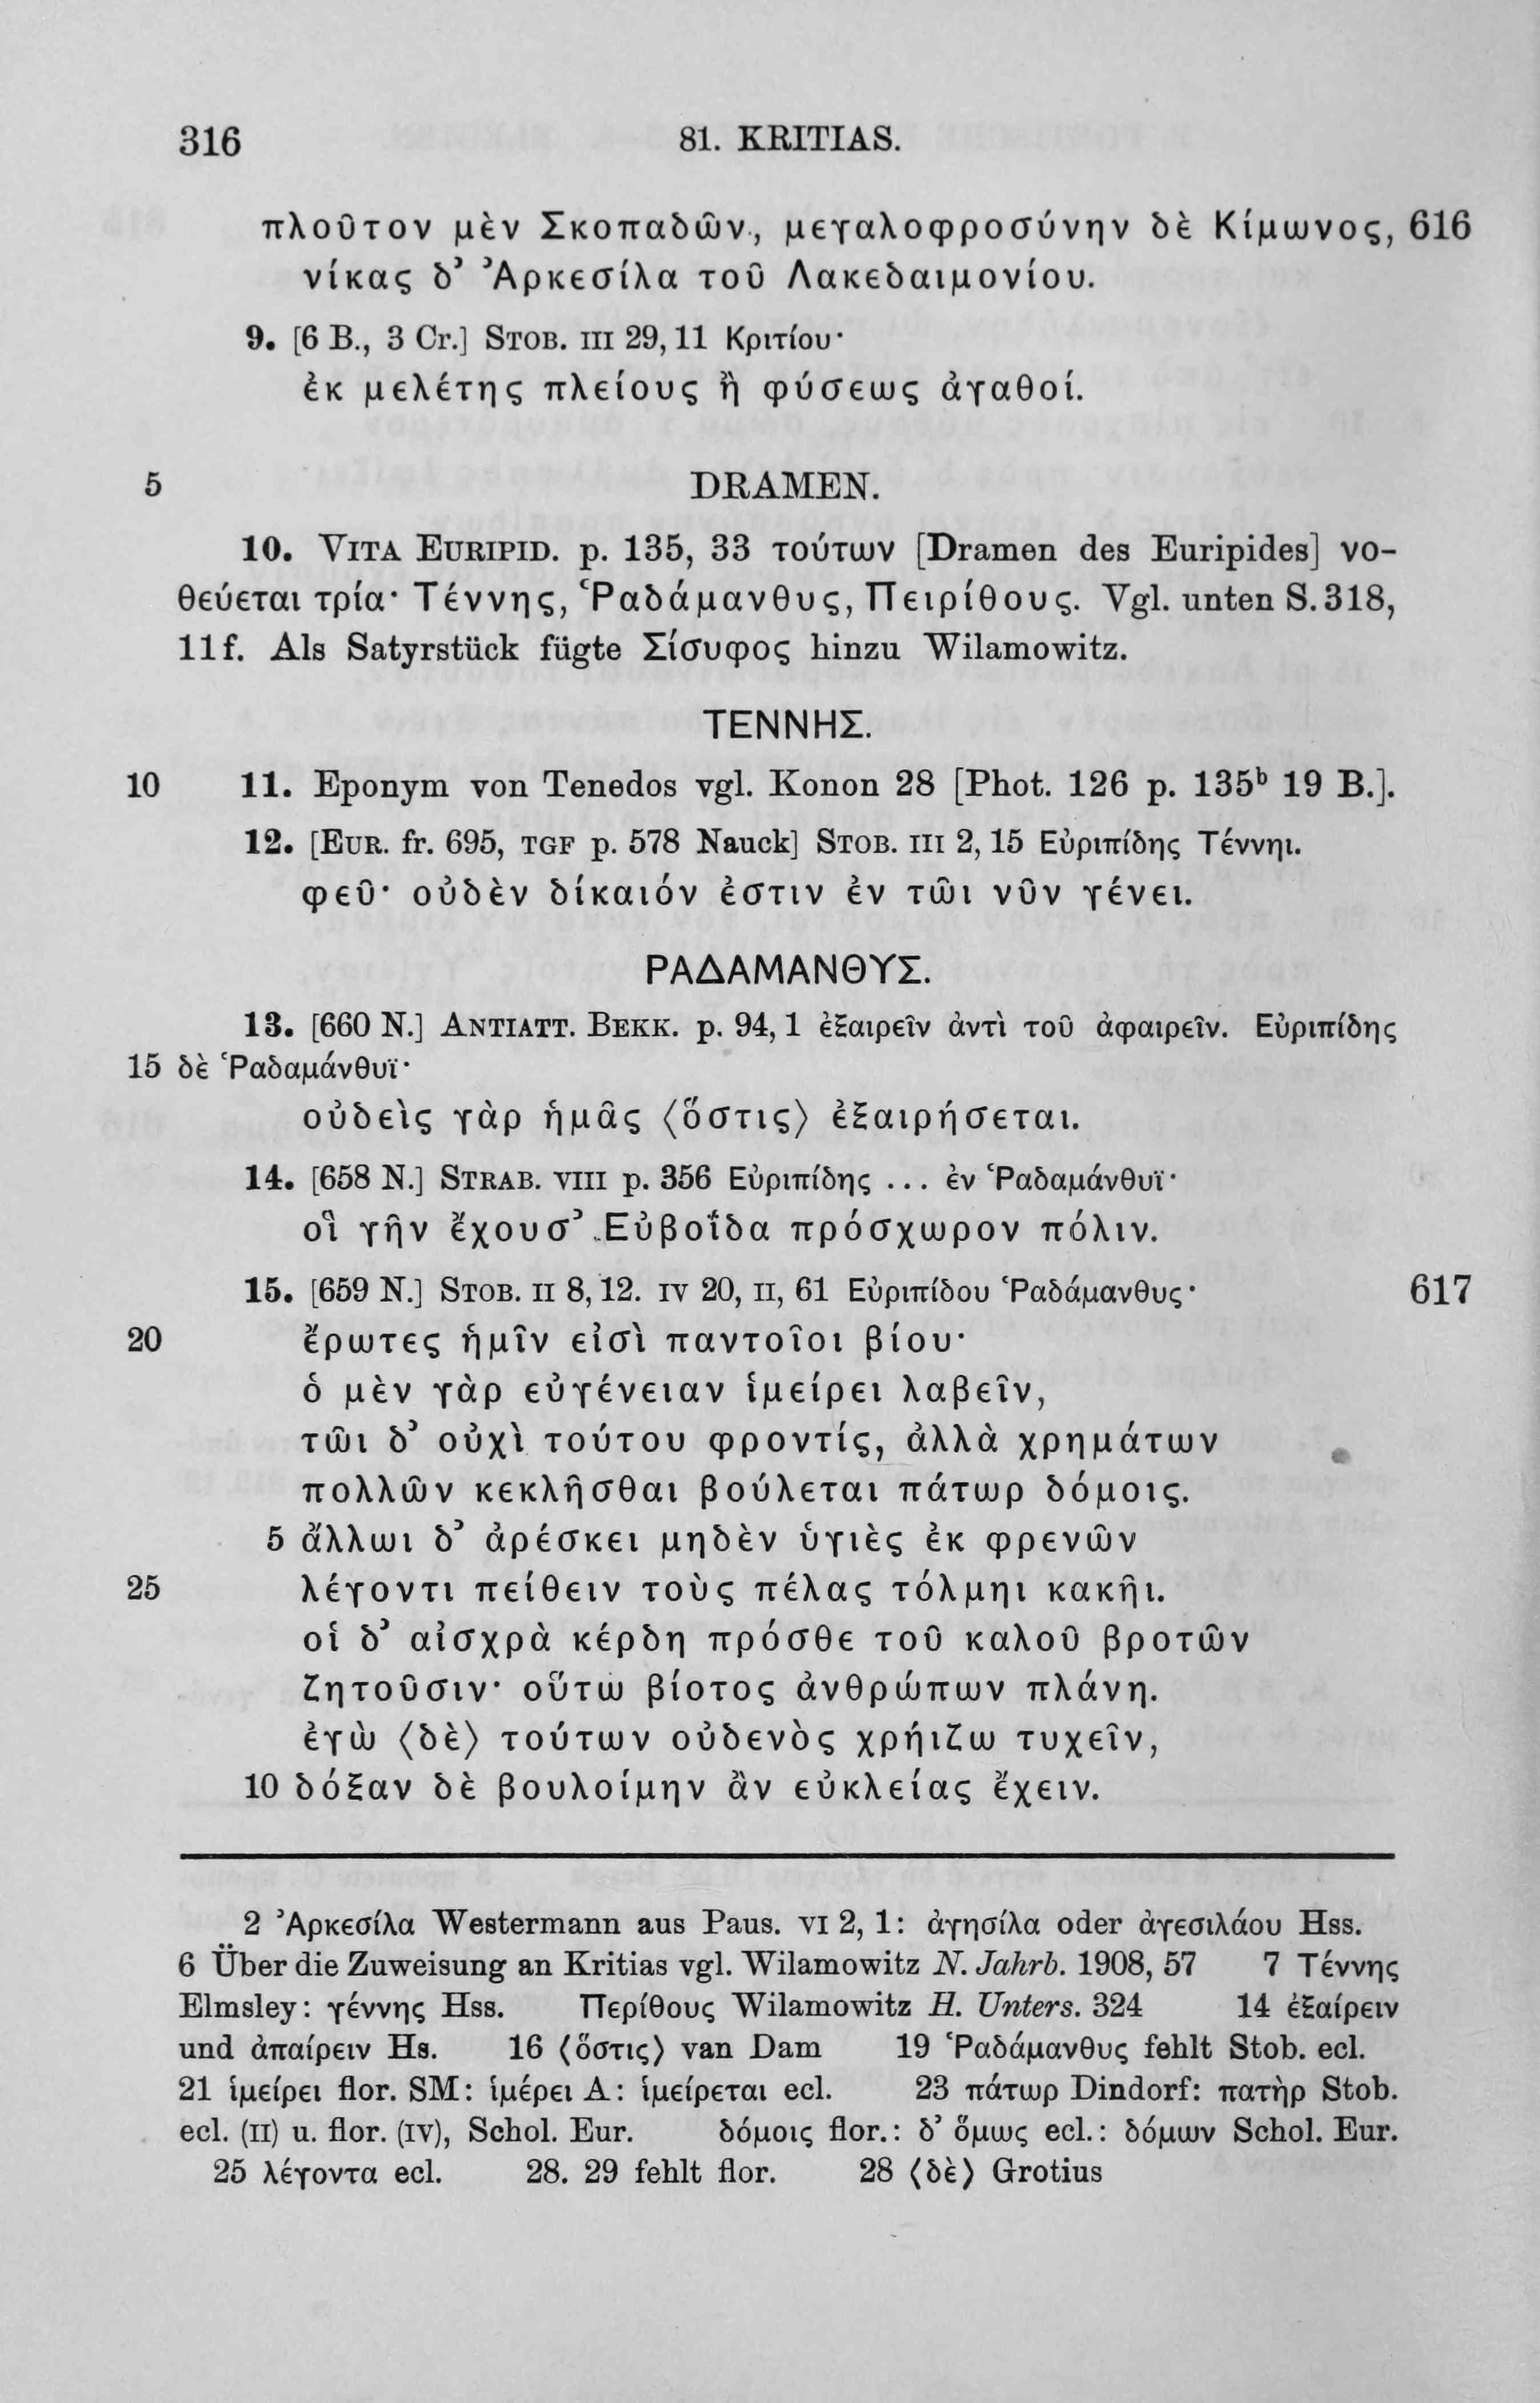 316 81. KRITIAS.
πλοῦτον μὲν Σκοπαδῶν, μεγαλοφροσύνην δὲ Κίμωνος, 616
νίκας δ’ Ἀρκεσίλα τοῦ Λακεδαιμονίου.
9. [6 B., 3 Cr.] STOB. III 29, 11 Κριτίου·
ἐκ μελέτης πλείους ἢ φύσεως ἀγαθοί.
5 DRAMEN.
10. VITA EURIPID. p. 135, 33 τούτων [Dramen des Euripides] νο-
θεύεται τρία· Τέννης, Ῥαδάμανθυς, Πειρίθους. Vgl. unten S. 318,
11 f. Als Satyrstück fügte Σίσυφος hinzu Wilamowitz.
ΤΕΝΝΗΣ.
10 11. Eponym von Tenedos vgl. Konon 28 [Phot. 126 p. 135ᵇ 19 B.].
12. [EUR. fr. 695, TGF p. 578 Nauck] STOB. III 2, 15 Εὐριπίδης Τέννηι.
φεῦ· οὐδὲν δίκαιόν ἐστιν ἐν τῶι νῦν γένει.
ΡΑΔΑΜΑΝΘΥΣ.
13. [660 N.] ANTIATT. BEKK. p. 94, 1 ἐξαιρεῖν ἀντὶ τοῦ ἀφαιρεῖν. Εὐριπίδης
15 δὲ Ῥαδαμάνθυϊ·
οὐδεὶς γὰρ ἡμᾶς ⟨ὅστις⟩ ἐξαιρήσεται.
14. [658 N.] STRAB. VIII p. 356 Εὐριπίδης ... ἐν Ῥαδαμάνθυϊ·
οἳ γῆν ἔχουσ’ Εὐβοΐδα πρόσχωρον πόλιν.
15. [659 N.] STOB. II 8, 12. IV 20, II, 61 Εὐριπίδου Ῥαδάμανθυς· 617
20 ἔρωτες ἡμῖν εἰσὶ παντοῖοι βίου·
ὁ μὲν γὰρ εὐγένειαν ἱμείρει λαβεῖν,
τῶι δ’ οὐχὶ τούτου φροντίς, ἀλλὰ χρημάτων
πολλῶν κεκλῆσθαι βούλεται πάτωρ δόμοις.
5 ἄλλωι δ’ ἀρέσκει μηδὲν ὑγιὲς ἐκ φρενῶν
25 λέγοντι πείθειν τοὺς πέλας τόλμηι κακῆι.
οἱ δ’ αἰσχρὰ κέρδη πρόσθε τοῦ καλοῦ βροτῶν
ζητοῦσιν· οὕτω βίοτος ἀνθρώπων πλάνη.
ἐγὼ ⟨δὲ⟩ τούτων οὐδενὸς χρήιζω τυχεῖν,
10 δόξαν δὲ βουλοίμην ἂν εὐκλείας ἔχειν.
2 Ἀρκεσίλα Westermann aus Paus. VI 2, 1: ἀγησίλα oder ἀγεσιλάου Hss.
6 Über die Zuweisung an Kritias vgl. Wilamowitz N. Jahrb. 1908, 57 7 Τέννης
Elmsley: γέννης Hss. Περίθους Wilamowitz H. Unters. 324 14 ἐξαίρειν
und ἀπαίρειν Hs. 16 ⟨ὅστις⟩ van Dam 19 Ῥαδάμανθυς fehlt Stob. ecl.
21 ἱμείρει flor. SM: ἱμέρει A: ἱμείρεται ecl. 23 πάτωρ Dindorf: πατὴρ Stob.
ecl. (II) u. flor. (IV), Schol. Eur. δόμοις flor.: δ’ ὅμως ecl.: δόμων Schol. Eur.
25 λέγοντα ecl. 28. 29 fehlt flor. 28 ⟨δὲ⟩ Grotius